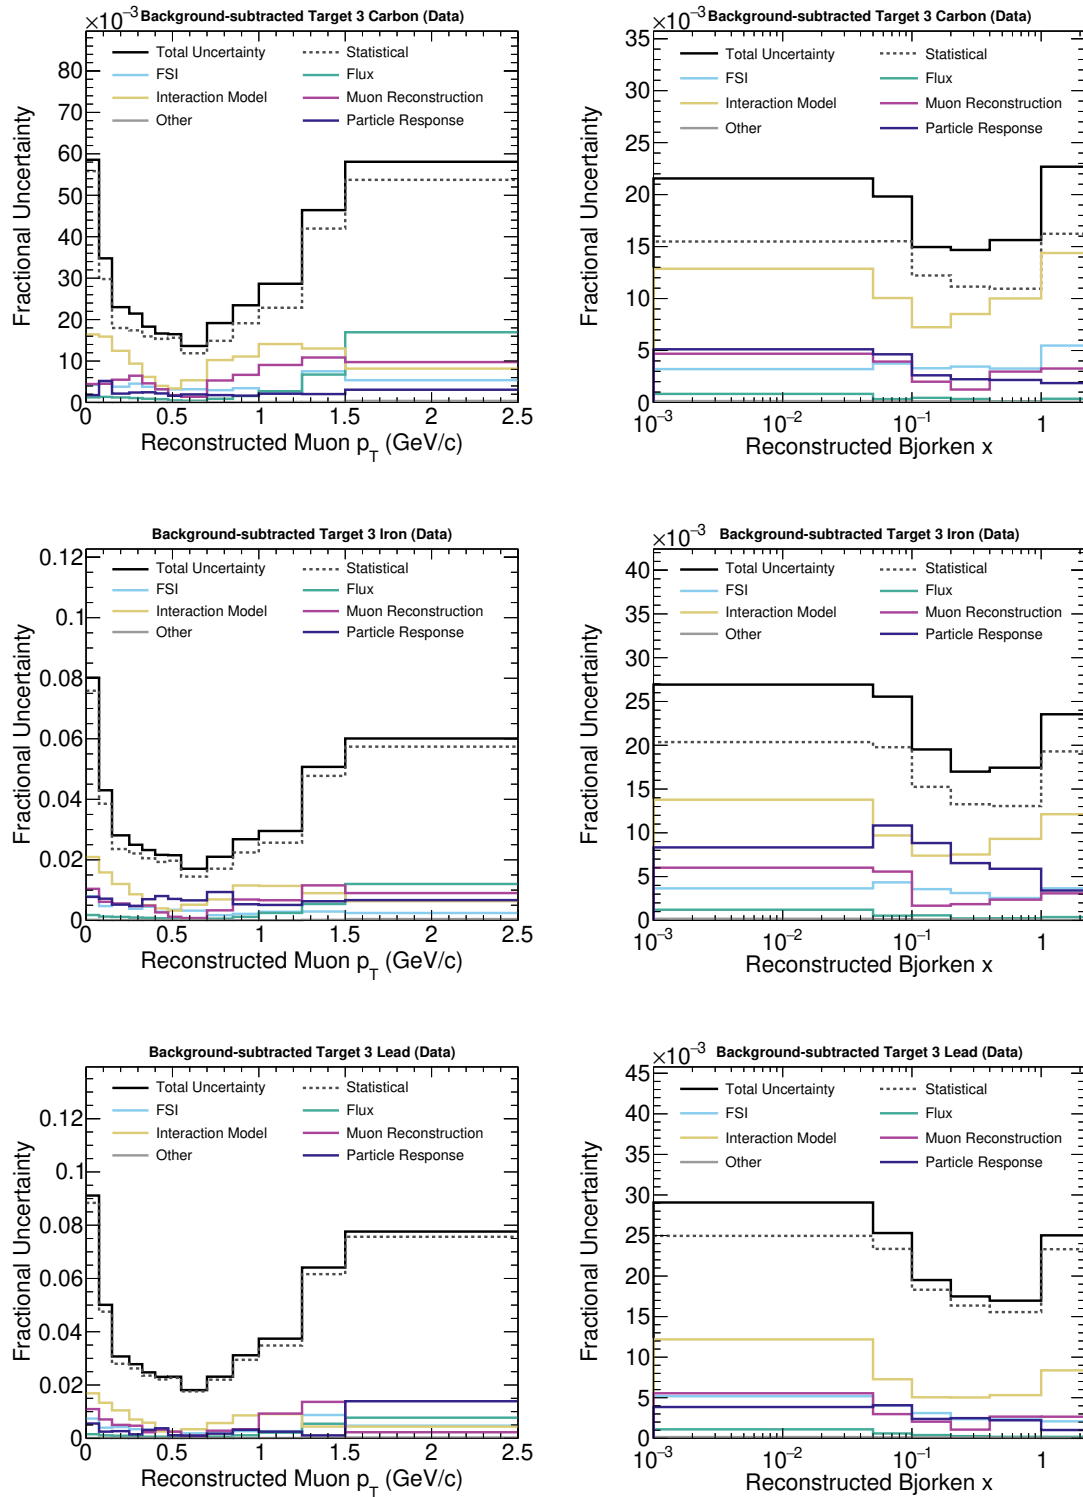 ×10⁻³ Background-subtracted Target 3 Carbon (Data)
Total Uncertainty Statistical
FSI Flux
Interaction Model Muon Reconstruction
Other Particle Response
Fractional Uncertainty
80
60
50
40
30
20
10
0
0 0.5 1 1.5 2 2.5
Reconstructed Muon p_T (GeV/c)
×10⁻³ Background-subtracted Target 3 Carbon (Data)
Total Uncertainty Statistical
FSI Flux
Interaction Model Muon Reconstruction
Other Particle Response
Fractional Uncertainty
35
30
25
20
15
10
5
0
10⁻³ 10⁻² 10⁻¹ 1
Reconstructed Bjorken x
Background-subtracted Target 3 Iron (Data)
Total Uncertainty Statistical
FSI Flux
Interaction Model Muon Reconstruction
Other Particle Response
Fractional Uncertainty
0.12
0.1
0.08
0.06
0.04
0.02
0
0 0.5 1 1.5 2 2.5
Reconstructed Muon p_T (GeV/c)
×10⁻³ Background-subtracted Target 3 Iron (Data)
Total Uncertainty Statistical
FSI Flux
Interaction Model Muon Reconstruction
Other Particle Response
Fractional Uncertainty
40
35
30
25
20
15
10
5
0
10⁻³ 10⁻² 10⁻¹ 1
Reconstructed Bjorken x
Background-subtracted Target 3 Lead (Data)
Total Uncertainty Statistical
FSI Flux
Interaction Model Muon Reconstruction
Other Particle Response
Fractional Uncertainty
0.12
0.1
0.08
0.06
0.04
0.02
0
0 0.5 1 1.5 2 2.5
Reconstructed Muon p_T (GeV/c)
×10⁻³ Background-subtracted Target 3 Lead (Data)
Total Uncertainty Statistical
FSI Flux
Interaction Model Muon Reconstruction
Other Particle Response
Fractional Uncertainty
45
40
35
30
25
20
15
10
5
0
10⁻³ 10⁻² 10⁻¹ 1
Reconstructed Bjorken x